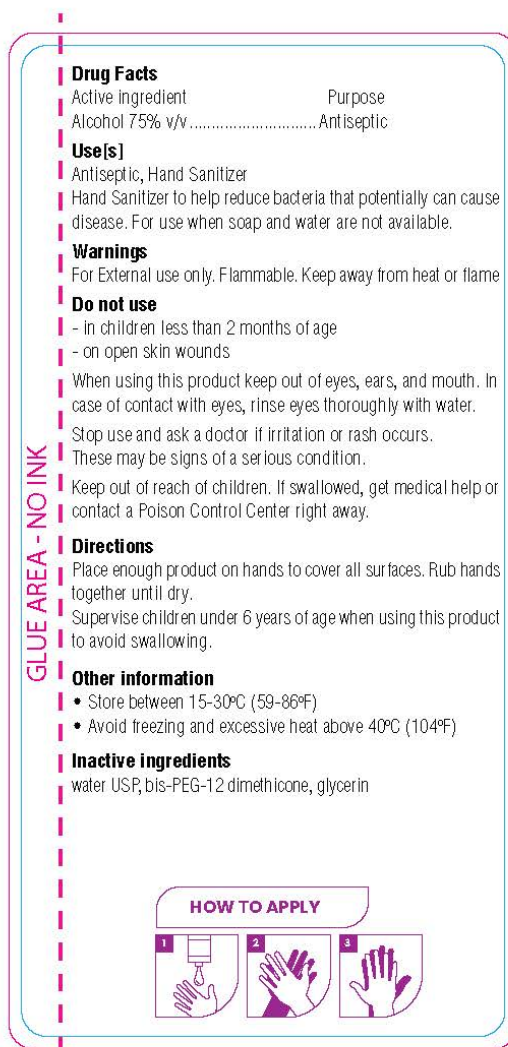 Drug Facts
Active ingredient Purpose
Alcohol 75% v/v ............................. Antiseptic
Use[s]
Antiseptic, Hand Sanitizer
Hand Sanitizer to help reduce bacteria that potentially can cause
disease. For use when soap and water are not available.
Warnings
For External use only. Flammable. Keep away from heat or flame
Do not use
- in children less than 2 months of age
- on open skin wounds
When using this product keep out of eyes, ears, and mouth. In
case of contact with eyes, rinse eyes thoroughly with water.
Stop use and ask a doctor if irritation or rash occurs.
These may be signs of a serious condition.
Keep out of reach of children. If swallowed, get medical help or
contact a Poison Control Center right away.
Directions
Place enough product on hands to cover all surfaces. Rub hands
together until dry.
Supervise children under 6 years of age when using this product
to avoid swallowing.
Other information
• Store between 15-30ºC (59-86ºF)
• Avoid freezing and excessive heat above 40ºC (104ºF)
Inactive ingredients
water USP, bis-PEG-12 dimethicone, glycerin
GLUE AREA - NO INK
HOW TO APPLY
1
2
3